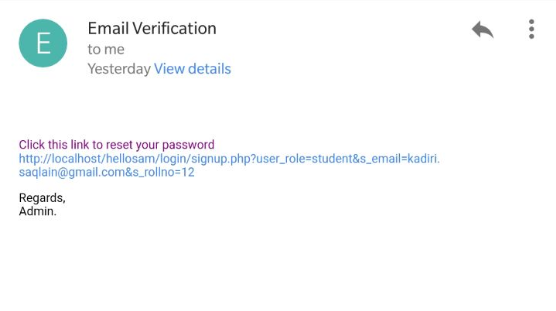 E
Email Verification
to me
Yesterday View details
Click this link to reset your password
http://localhost/hellosam/login/signup.php?user_role=student&s_email=kadiri.
saqlain@gmail.com&s_rollno=12
Regards,
Admin.